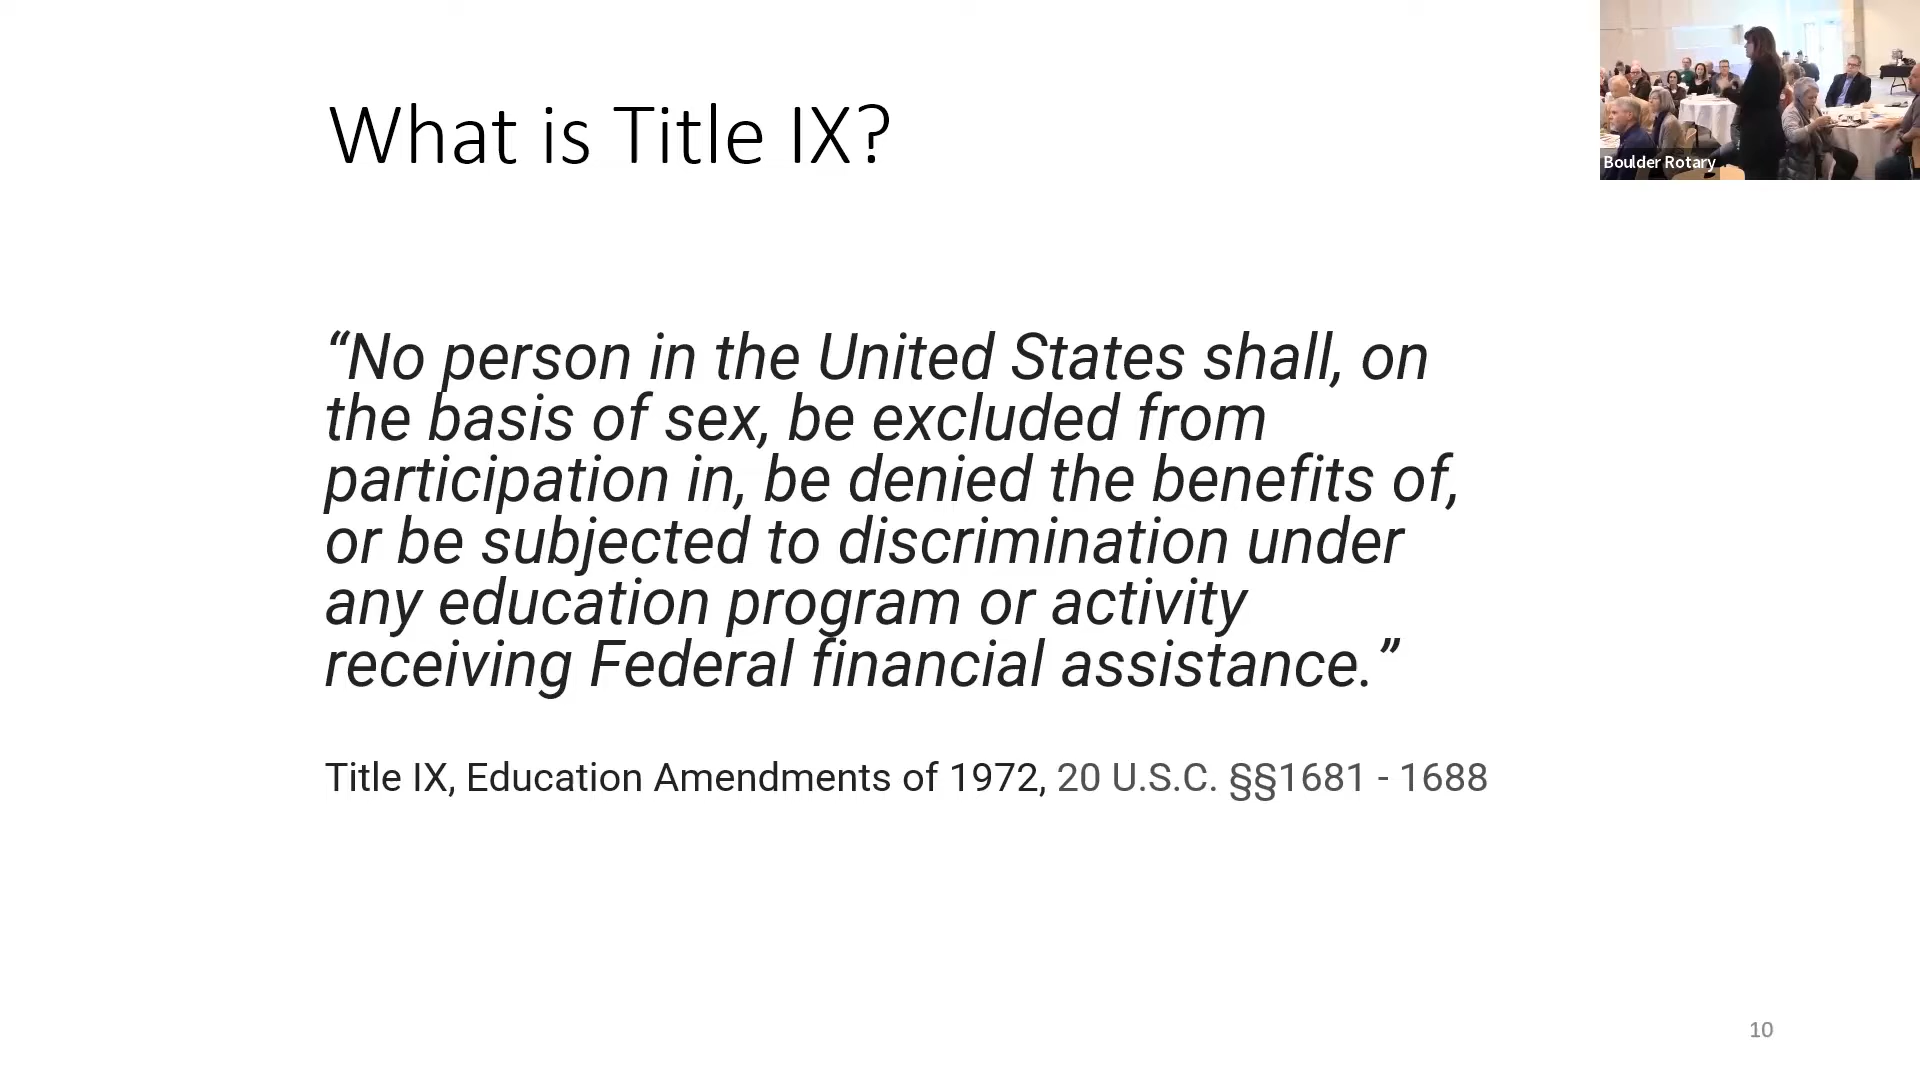 What is Title IX?
Boulder Rotary
“No person in the United States shall, on
the basis of sex, be excluded from
participation in, be denied the benefits of,
or be subjected to discrimination under
any education program or activity
receiving Federal financial assistance.”
Title IX, Education Amendments of 1972, 20 U.S.C. §§1681 - 1688
10